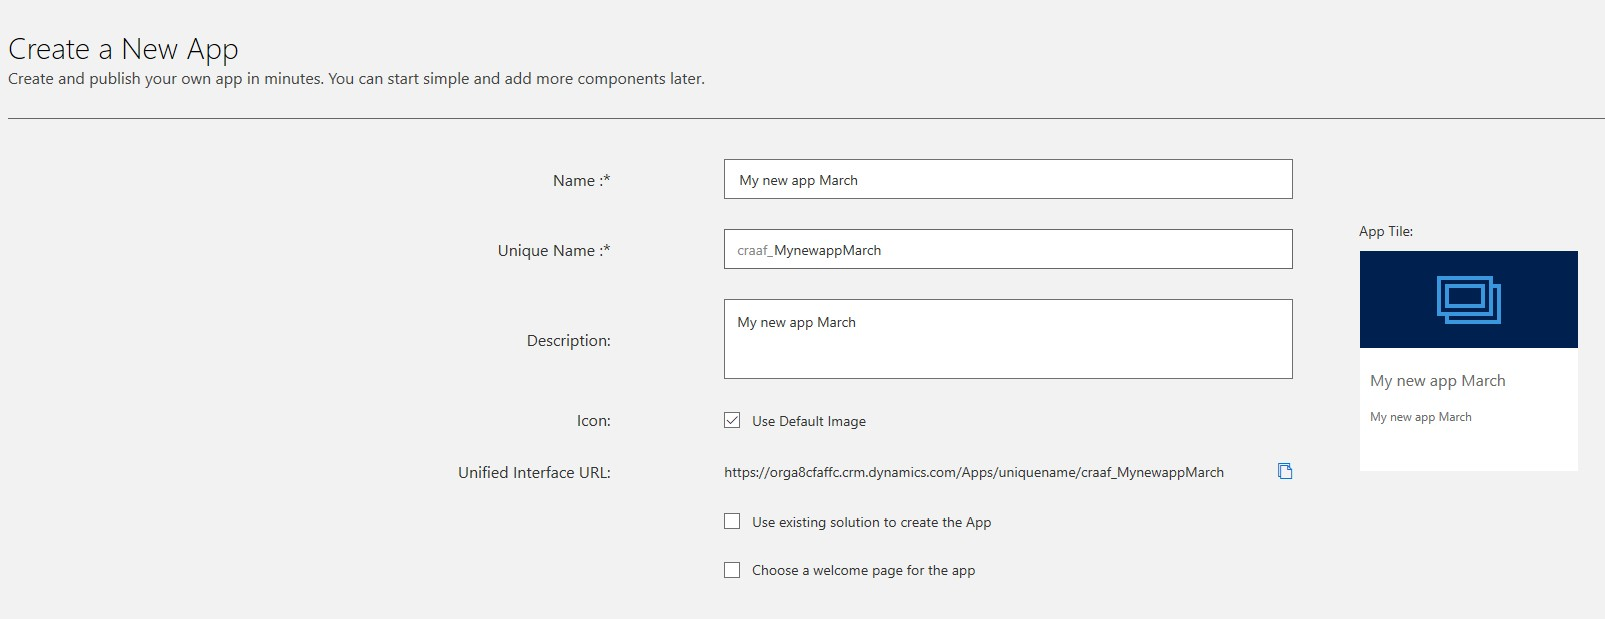 Create a New App
Create and publish your own app in minutes. You can start simple and add more components later.
Name :*
My new app March
Unique Name :*
craaf_MynewappMarch
Description:
My new app March
Icon:
Use Default Image
Unified Interface URL:
https://orga8cfaffc.crm.dynamics.com/Apps/uniquename/craaf_MynewappMarch
Use existing solution to create the App
Choose a welcome page for the app
App Tile:
My new app March
My new app March